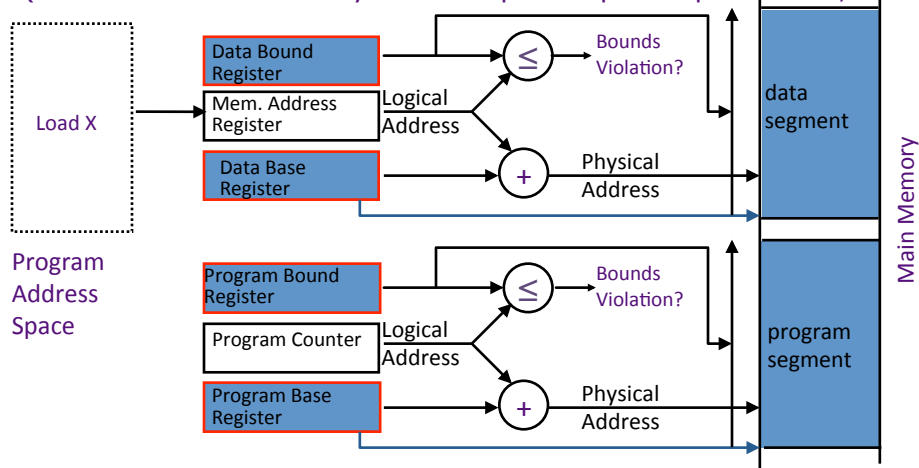 Data Bound
Register
≤
Bounds
Violation?
Mem. Address
Register
Logical
Address
Load X
data
segment
Data Base
Register
+
Physical
Address
Main Memory
Program
Address
Space
Program Bound
Register
≤
Bounds
Violation?
Program Counter
Logical
Address
program
segment
Program Base
Register
+
Physical
Address